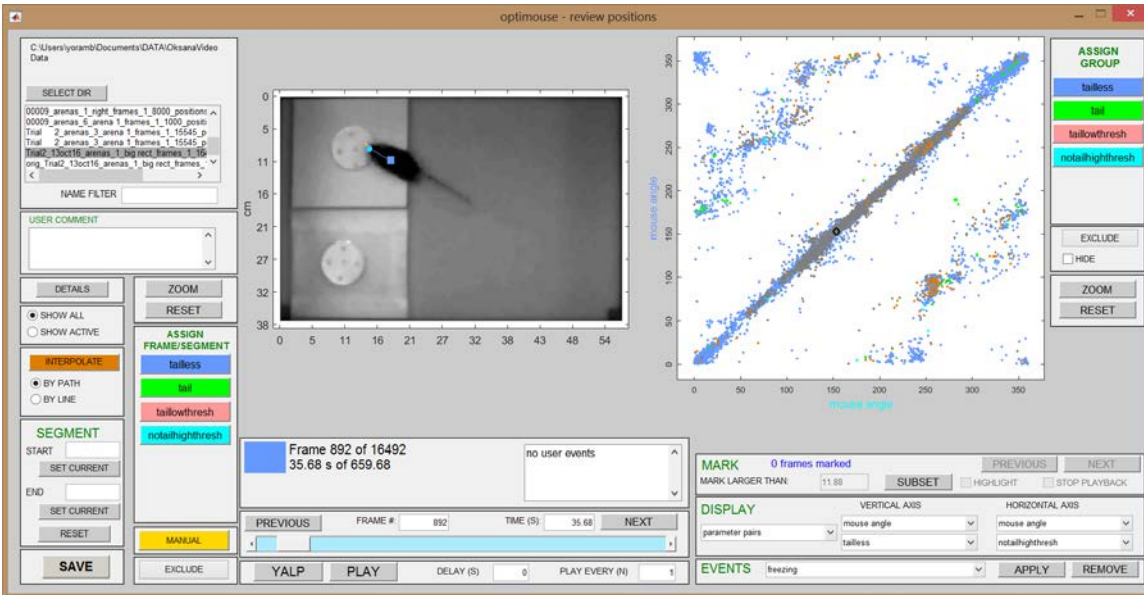 optimouse - review positions
C:\Users\yoramb\Documents\DATA\OksanaVideo
Data
SELECT DIR
00009_arenas_1_right_frames_1_8000_positions
00009_arenas_6_arena 1_frames_1_1000_positi
Trial 2_arenas_3_arena 1_frames_1_15545_p
Trial 2_arenas_3_arena 1_frames_1_15545_p
Trial2_13oct16_arenas_1_big rect_frames_1_16
orig_Trial2_13oct16_arenas_1_big rect_frames_
NAME FILTER
USER COMMENT
DETAILS
SHOW ALL
SHOW ACTIVE
INTERPOLATE
BY PATH
BY LINE
SEGMENT
START
SET CURRENT
END
SET CURRENT
RESET
SAVE
ZOOM
RESET
ASSIGN
FRAME/SEGMENT
tailless
tail
taillowthresh
notailhighthresh
MANUAL
EXCLUDE
cm
0
5
11
16
21
27
32
38
0 5 11 16 21 27 32 38 43 48 54
Frame 892 of 16492
35.68 s of 659.68
no user events
PREVIOUS FRAME #: 892 TIME (S): 35.68 NEXT
YALP PLAY DELAY (S) 0 PLAY EVERY (N) 1
mouse angle
350
300
250
200
150
100
50
0
0 50 100 150 200 250 300 350
mouse angle
ASSIGN
GROUP
tailless
tail
taillowthresh
notailhighthresh
EXCLUDE
HIDE
ZOOM
RESET
MARK 0 frames marked PREVIOUS NEXT
MARK LARGER THAN: 11.88 SUBSET HIGHLIGHT STOP PLAYBACK
DISPLAY VERTICAL AXIS HORIZONTAL AXIS
parameter pairs mouse angle mouse angle
tailless notailhighthresh
EVENTS freezing APPLY REMOVE